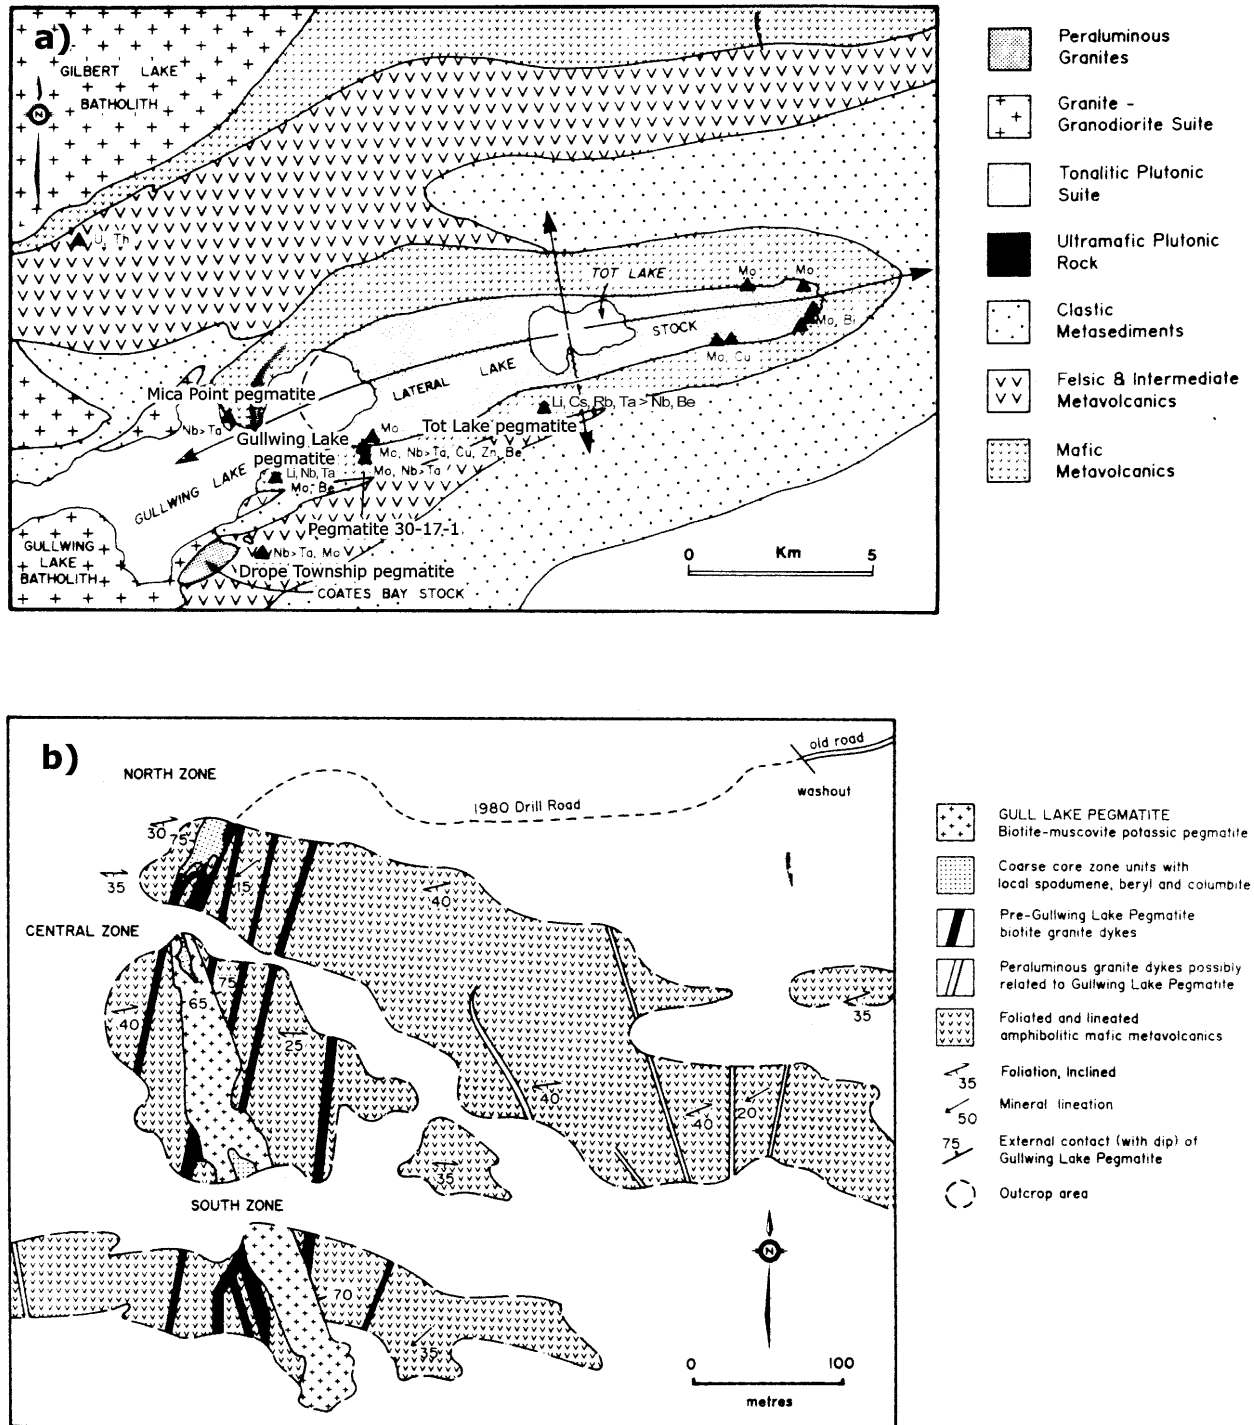 a)
GILBERT LAKE
BATHOLITH
N
U, Th
TOT LAKE
Mo
Mo
STOCK
Mo, Bi
Mo, Cu
LATERAL LAKE
Mica Point pegmatite
Nb>Ta
Li, Cs, Rb, Ta > Nb, Be
Tot Lake pegmatite
Mo
Gullwing Lake
pegmatite
Mo, Nb>Ta, Cu, Zn, Be
Mo, Nb>Ta
Li, Nb, Ta
Mo, Be
GULLWING LAKE
Pegmatite 30-17-1
GULLWING
LAKE
BATHOLITH
Nb>Ta, Mo
Drope Township pegmatite
COATES BAY STOCK
0 Km 5
Peraluminous
Granites
Granite -
Granodiorite Suite
Tonalitic Plutonic
Suite
Ultramafic Plutonic
Rock
Clastic
Metasediments
Felsic & Intermediate
Metavolcanics
Mafic
Metavolcanics
b)
NORTH ZONE
old road
washout
1980 Drill Road
30
75
35
15
40
CENTRAL ZONE
75
65
40
25
35
40
40
20
35
SOUTH ZONE
70
35
N
0 100
metres
GULL LAKE PEGMATITE
Biotite-muscovite potassic pegmatite
Coarse core zone units with
local spodumene, beryl and columbite
Pre-Gullwing Lake Pegmatite
biotite granite dykes
Peraluminous granite dykes possibly
related to Gullwing Lake Pegmatite
Foliated and lineated
amphibolitic mafic metavolcanics
35
Foliation, Inclined
50
Mineral lineation
75
External contact (with dip) of
Gullwing Lake Pegmatite
Outcrop area